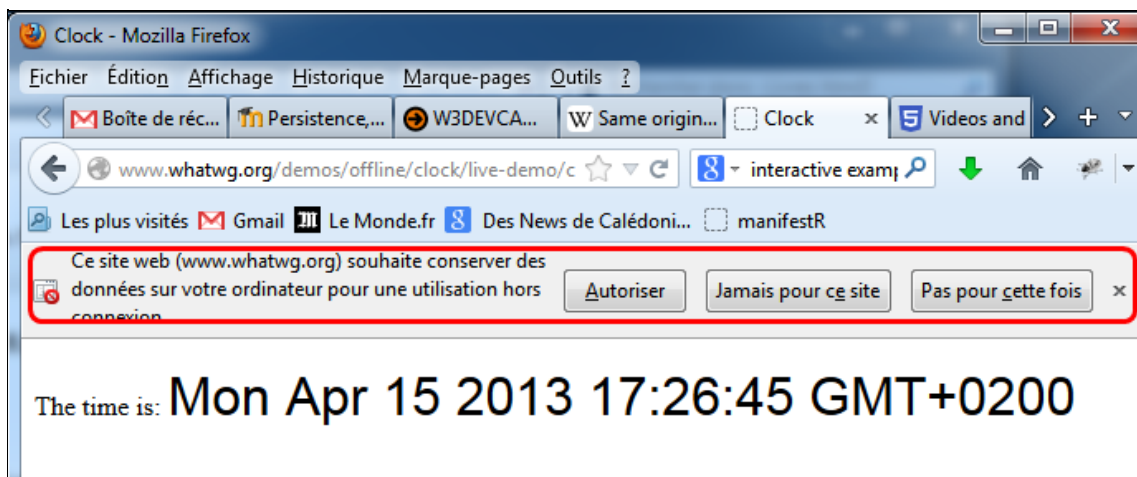 Clock - Mozilla Firefox
Fichier Édition Affichage Historique Marque-pages Outils ?
Boîte de réc... Persistence,... W3DEVCA... W Same origin... Clock x 5 Videos and
www.whatwg.org/demos/offline/clock/live-demo/c 8 interactive examp
Les plus visités Gmail Le Monde.fr 8 Des News de Calédoni... manifestR
Ce site web (www.whatwg.org) souhaite conserver des
données sur votre ordinateur pour une utilisation hors Autoriser Jamais pour ce site Pas pour cette fois x
connexion
The time is: Mon Apr 15 2013 17:26:45 GMT+0200